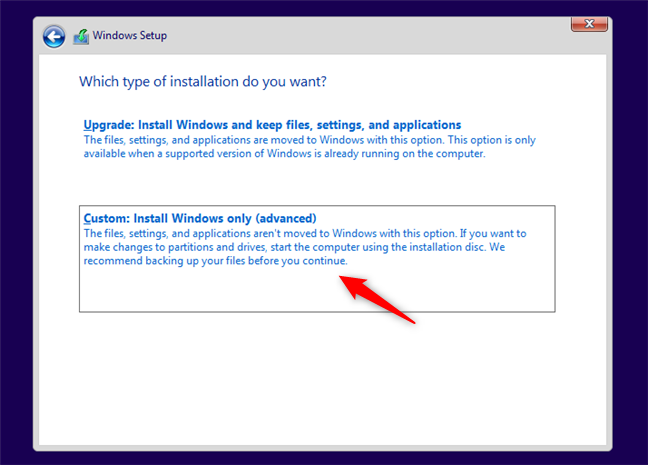 Windows Setup
Which type of installation do you want?
Upgrade: Install Windows and keep files, settings, and applications
The files, settings, and applications are moved to Windows with this option. This option is only
available when a supported version of Windows is already running on the computer.
Custom: Install Windows only (advanced)
The files, settings, and applications aren't moved to Windows with this option. If you want to
make changes to partitions and drives, start the computer using the installation disc. We
recommend backing up your files before you continue.